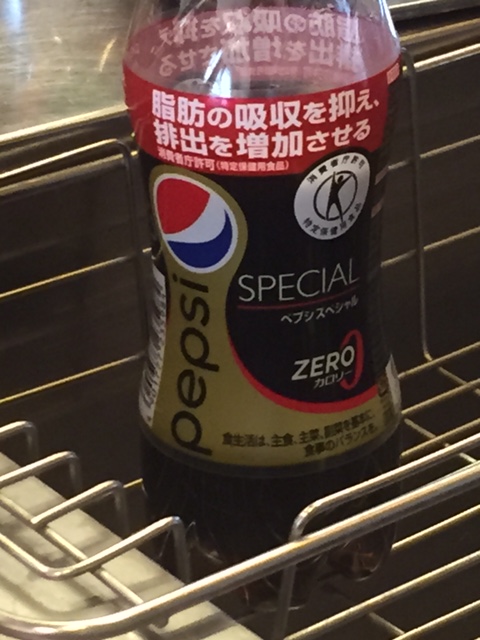 脂肪の吸収を抑え、
排出を増加させる
消費者庁許可(特定保健用食品)
消費者庁許可
特定保健用食品
pepsi
SPECIAL
ペプシスペシャル
ZERO
カロリー
0
食生活は、主食、主菜、副菜を基本に、
食事のバランスを。